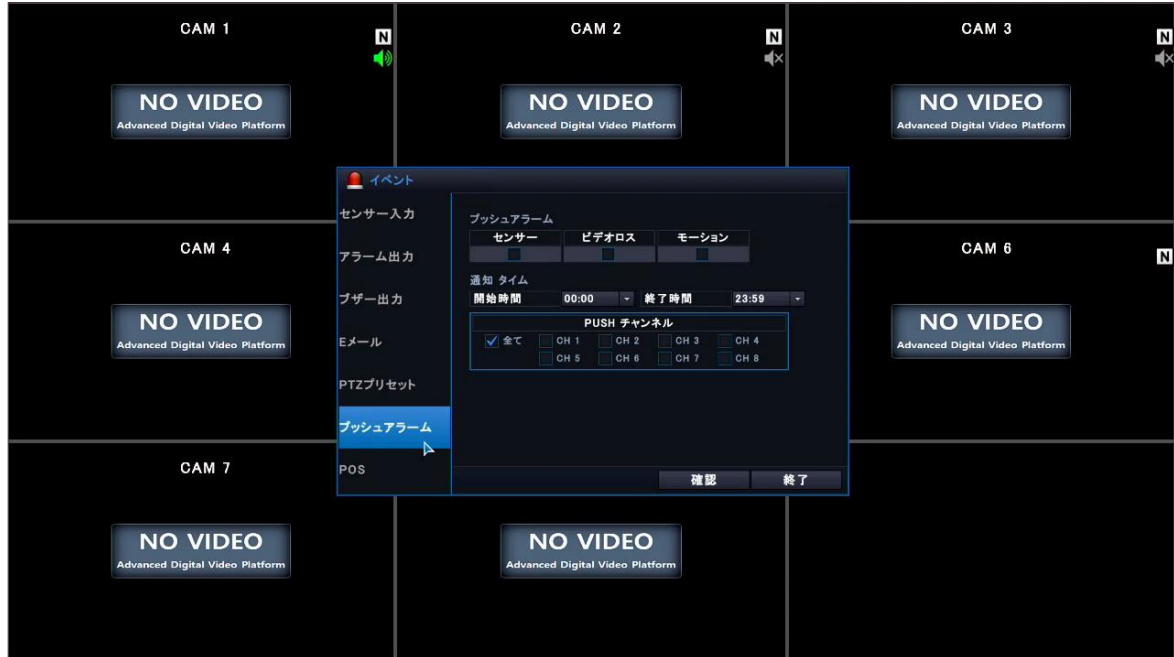 CAM 1
N
NO VIDEO
Advanced Digital Video Platform
CAM 2
N
NO VIDEO
Advanced Digital Video Platform
CAM 3
N
NO VIDEO
Advanced Digital Video Platform
イベント
センサー入力
アラーム出力
ブザー出力
Eメール
PTZプリセット
プッシュアラーム
POS
プッシュアラーム
センサー ビデオロス モーション
通知 タイム
開始時間 00:00 終了時間 23:59
PUSH チャンネル
全て CH 1 CH 2 CH 3 CH 4
CH 5 CH 6 CH 7 CH 8
確認 終了
CAM 4
NO VIDEO
Advanced Digital Video Platform
CAM 6
N
NO VIDEO
Advanced Digital Video Platform
CAM 7
NO VIDEO
Advanced Digital Video Platform
NO VIDEO
Advanced Digital Video Platform